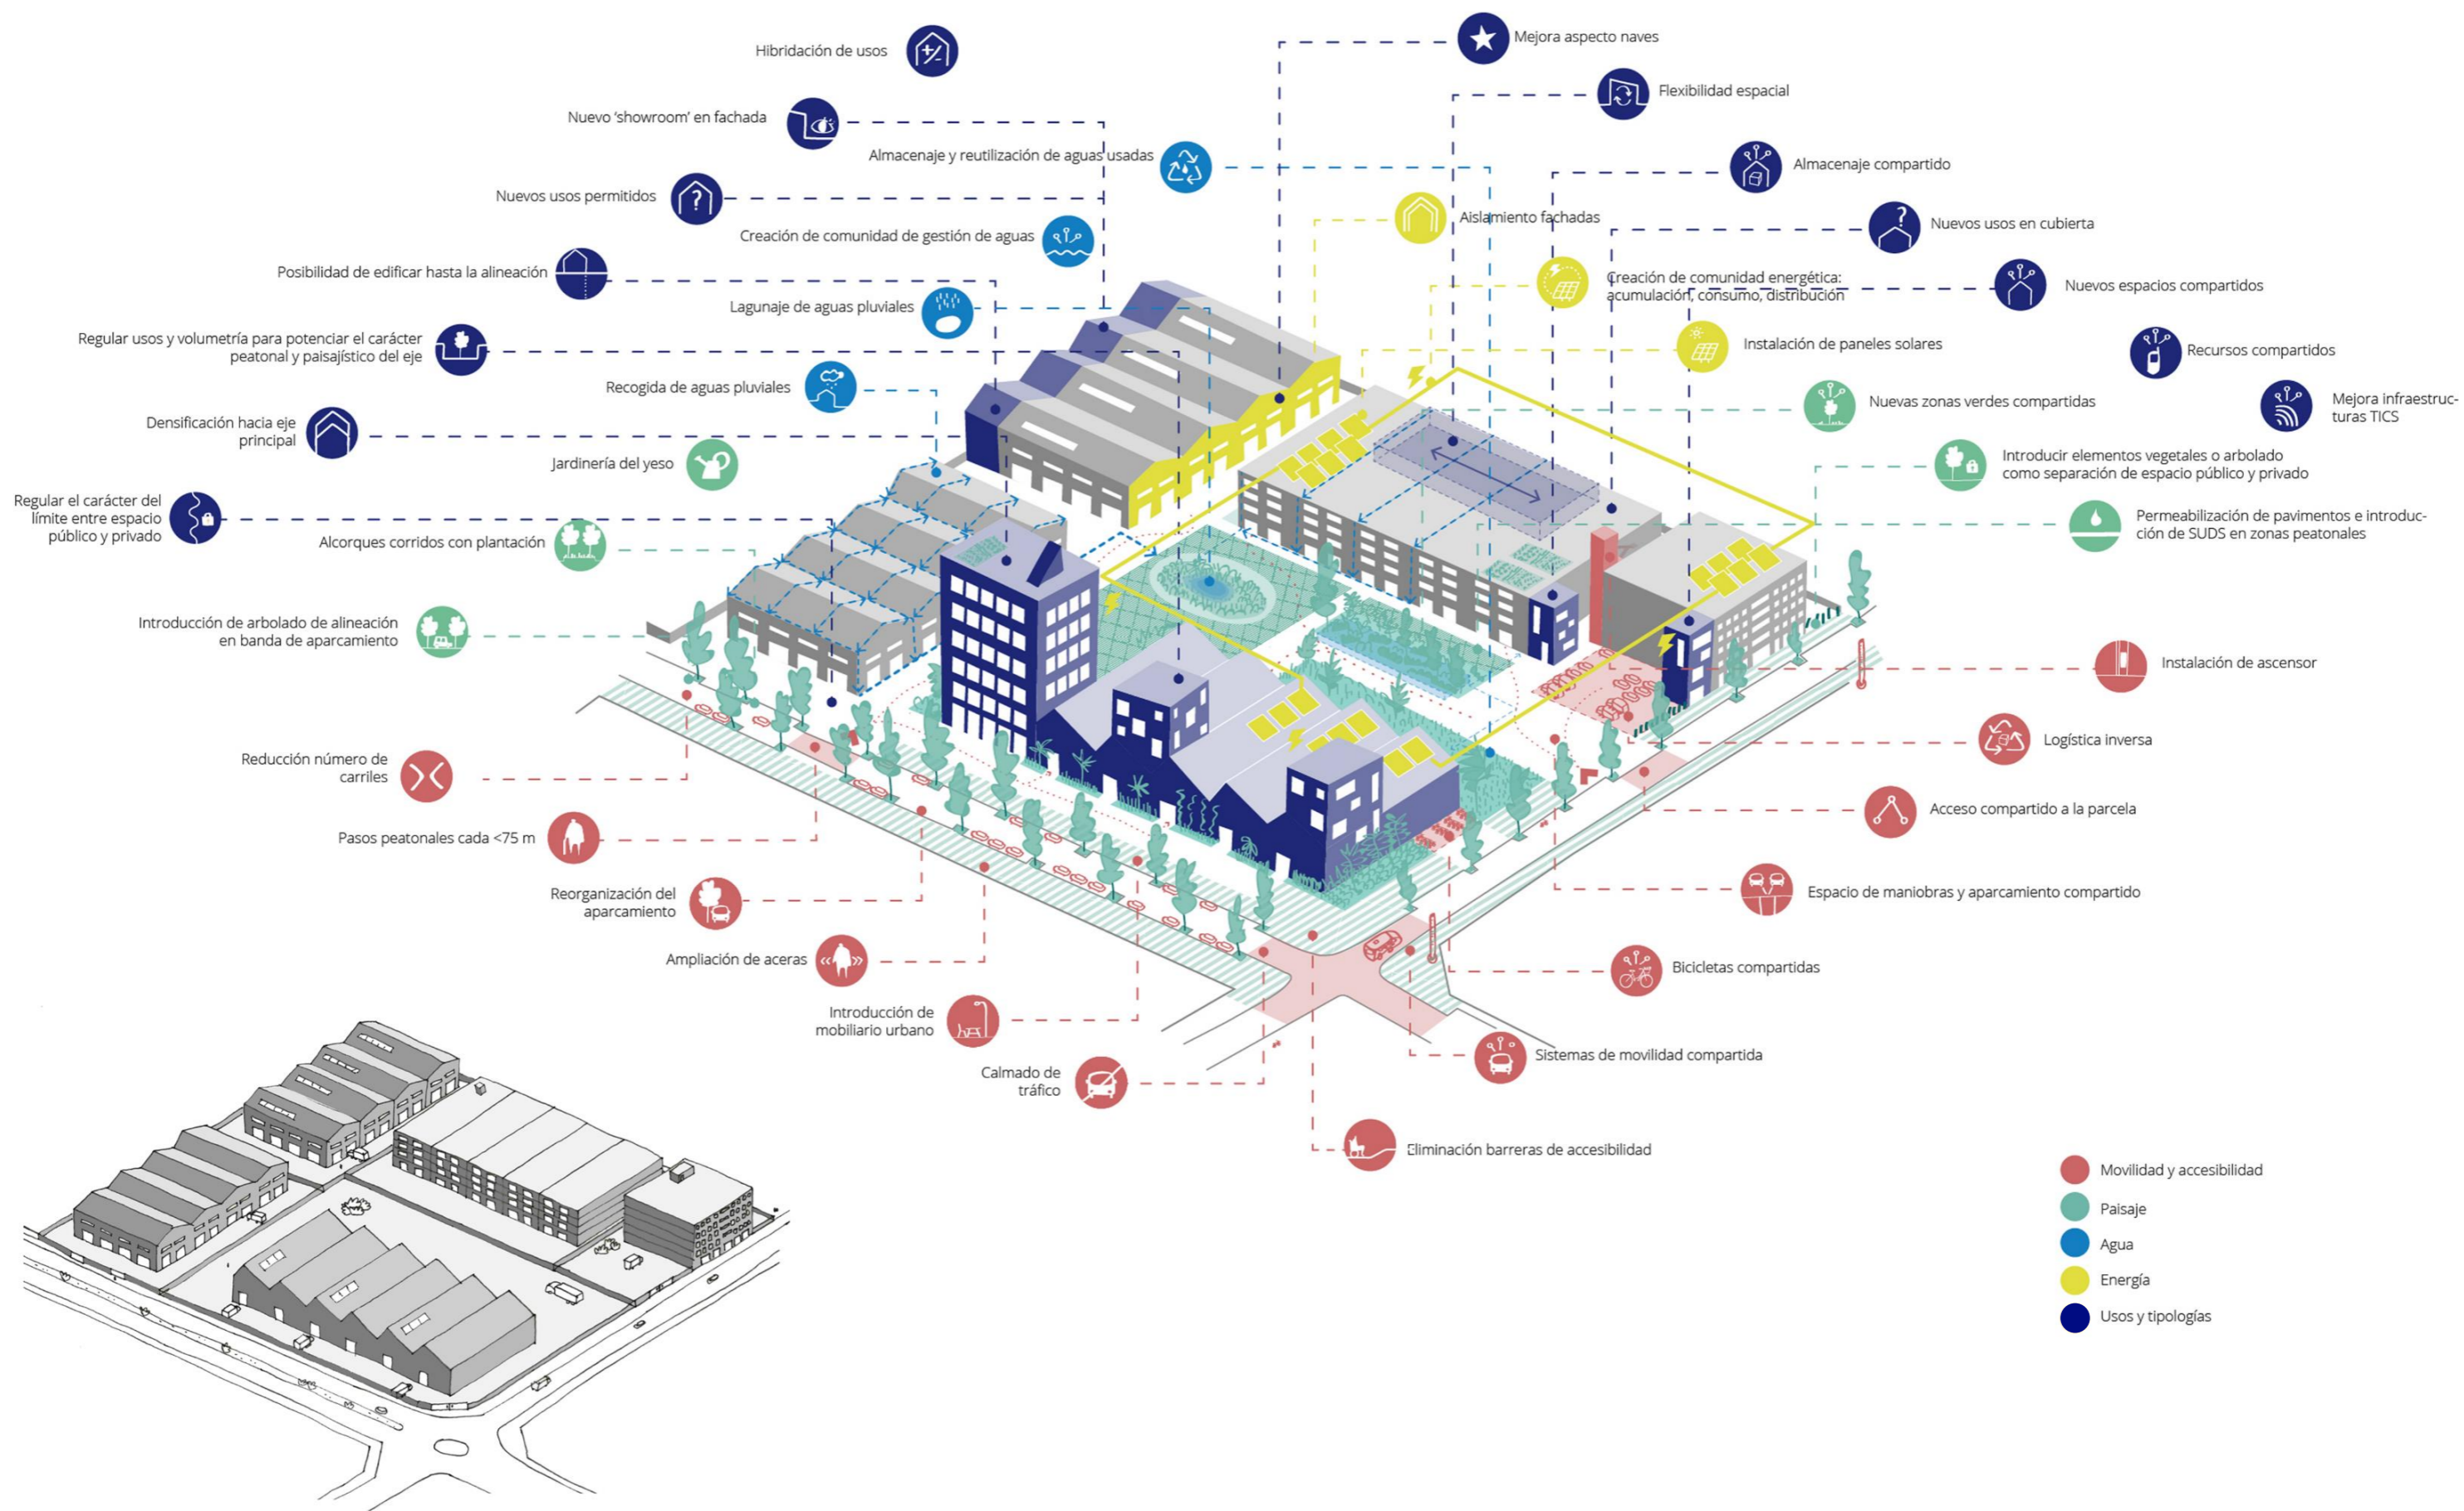 Hibridación de usos
Mejora aspecto naves
Flexibilidad espacial
Nuevo 'showroom' en fachada
Almacenaje y reutilización de aguas usadas
Almacenaje compartido
Nuevos usos permitidos
Aislamiento fachadas
Nuevos usos en cubierta
Creación de comunidad de gestión de aguas
Posibilidad de edificar hasta la alineación
Creación de comunidad energética:
acumulación, consumo, distribución
Nuevos espacios compartidos
Lagunaje de aguas pluviales
Regular usos y volumetría para potenciar el carácter
peatonal y paisajístico del eje
Instalación de paneles solares
Recursos compartidos
Recogida de aguas pluviales
Nuevas zonas verdes compartidas
Mejora infraestruc-
turas TICS
Densificación hacia eje
principal
Jardinería del yeso
Introducir elementos vegetales o arbolado
como separación de espacio público y privado
Regular el carácter del
límite entre espacio
público y privado
Alcorques corridos con plantación
Permeabilización de pavimentos e introduc-
ción de SUDS en zonas peatonales
Introducción de arbolado de alineación
en banda de aparcamiento
Instalación de ascensor
Logística inversa
Reducción número de
carriles
Acceso compartido a la parcela
Pasos peatonales cada <75 m
Reorganización del
aparcamiento
Espacio de maniobras y aparcamiento compartido
Ampliación de aceras
Bicicletas compartidas
Introducción de
mobiliario urbano
Sistemas de movilidad compartida
Calmado de
tráfico
Eliminación barreras de accesibilidad
Movilidad y accesibilidad
Paisaje
Agua
Energía
Usos y tipologías